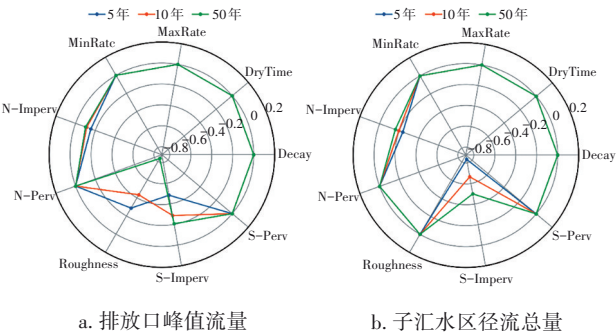 5年 10年 50年
MaxRate
MinRatc
DryTime
N-Imperv
0.2
0
-0.2
-0.4
-0.6
-0.8
Decay
N-Perv
S-Perv
Roughness
S-Imperv
a. 排放口峰值流量
5年 10年 50年
MaxRate
MinRatc
DryTime
N-Imperv
0.2
0
-0.2
-0.4
-0.6
-0.8
Decay
N-Perv
S-Perv
Roughness
S-Imperv
b. 子汇水区径流总量